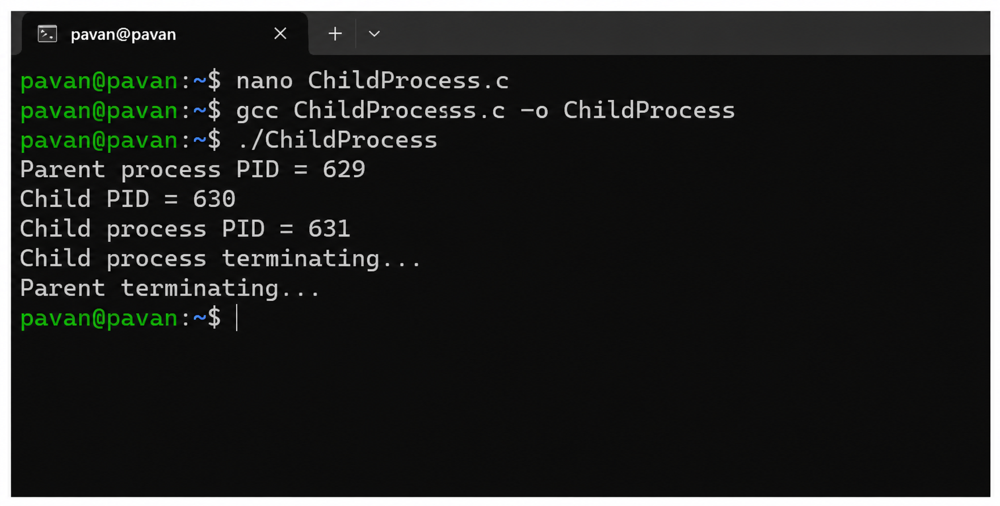 pavan@pavan
pavan@pavan:~$ nano ChildProcess.c
pavan@pavan:~$ gcc ChildProcesss.c -o ChildProcess
pavan@pavan:~$ ./ChildProcess
Parent process PID = 629
Child PID = 630
Child process PID = 631
Child process terminating...
Parent terminating...
pavan@pavan:~$